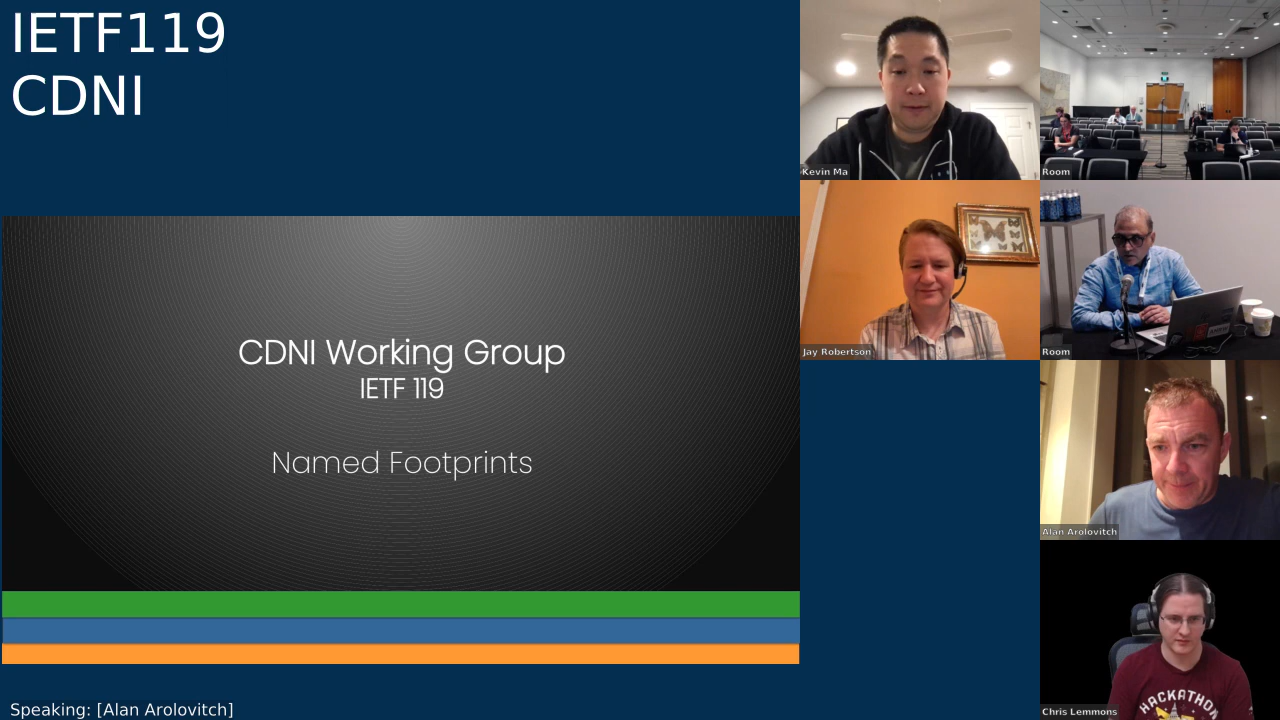 IETF119
CDNI
Kevin Ma
Room
Jay Robertson
Room
CDNI Working Group
IETF 119
Named Footprints
Alan Arolovitch
Chris Lemmons
HACKATHON
Speaking: [Alan Arolovitch]